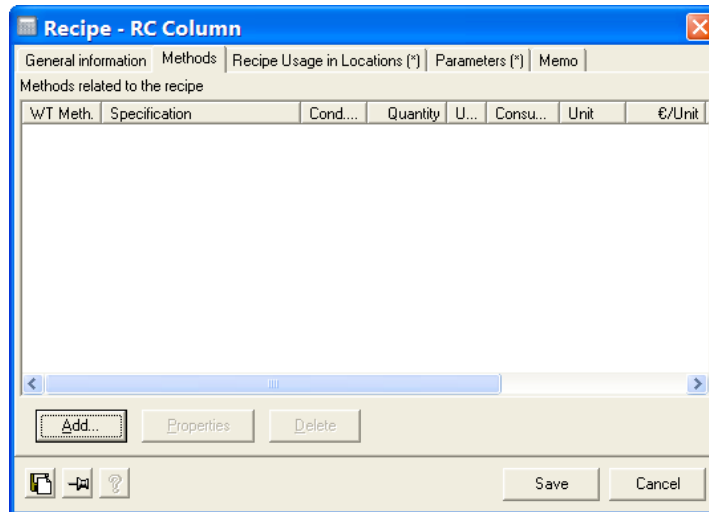 Recipe - RC Column
General information Methods Recipe Usage in Locations (*) Parameters (*) Memo
Methods related to the recipe
WT Meth. Specification Cond.... Quantity U... Consu... Unit €/Unit
Add... Properties Delete
Save Cancel